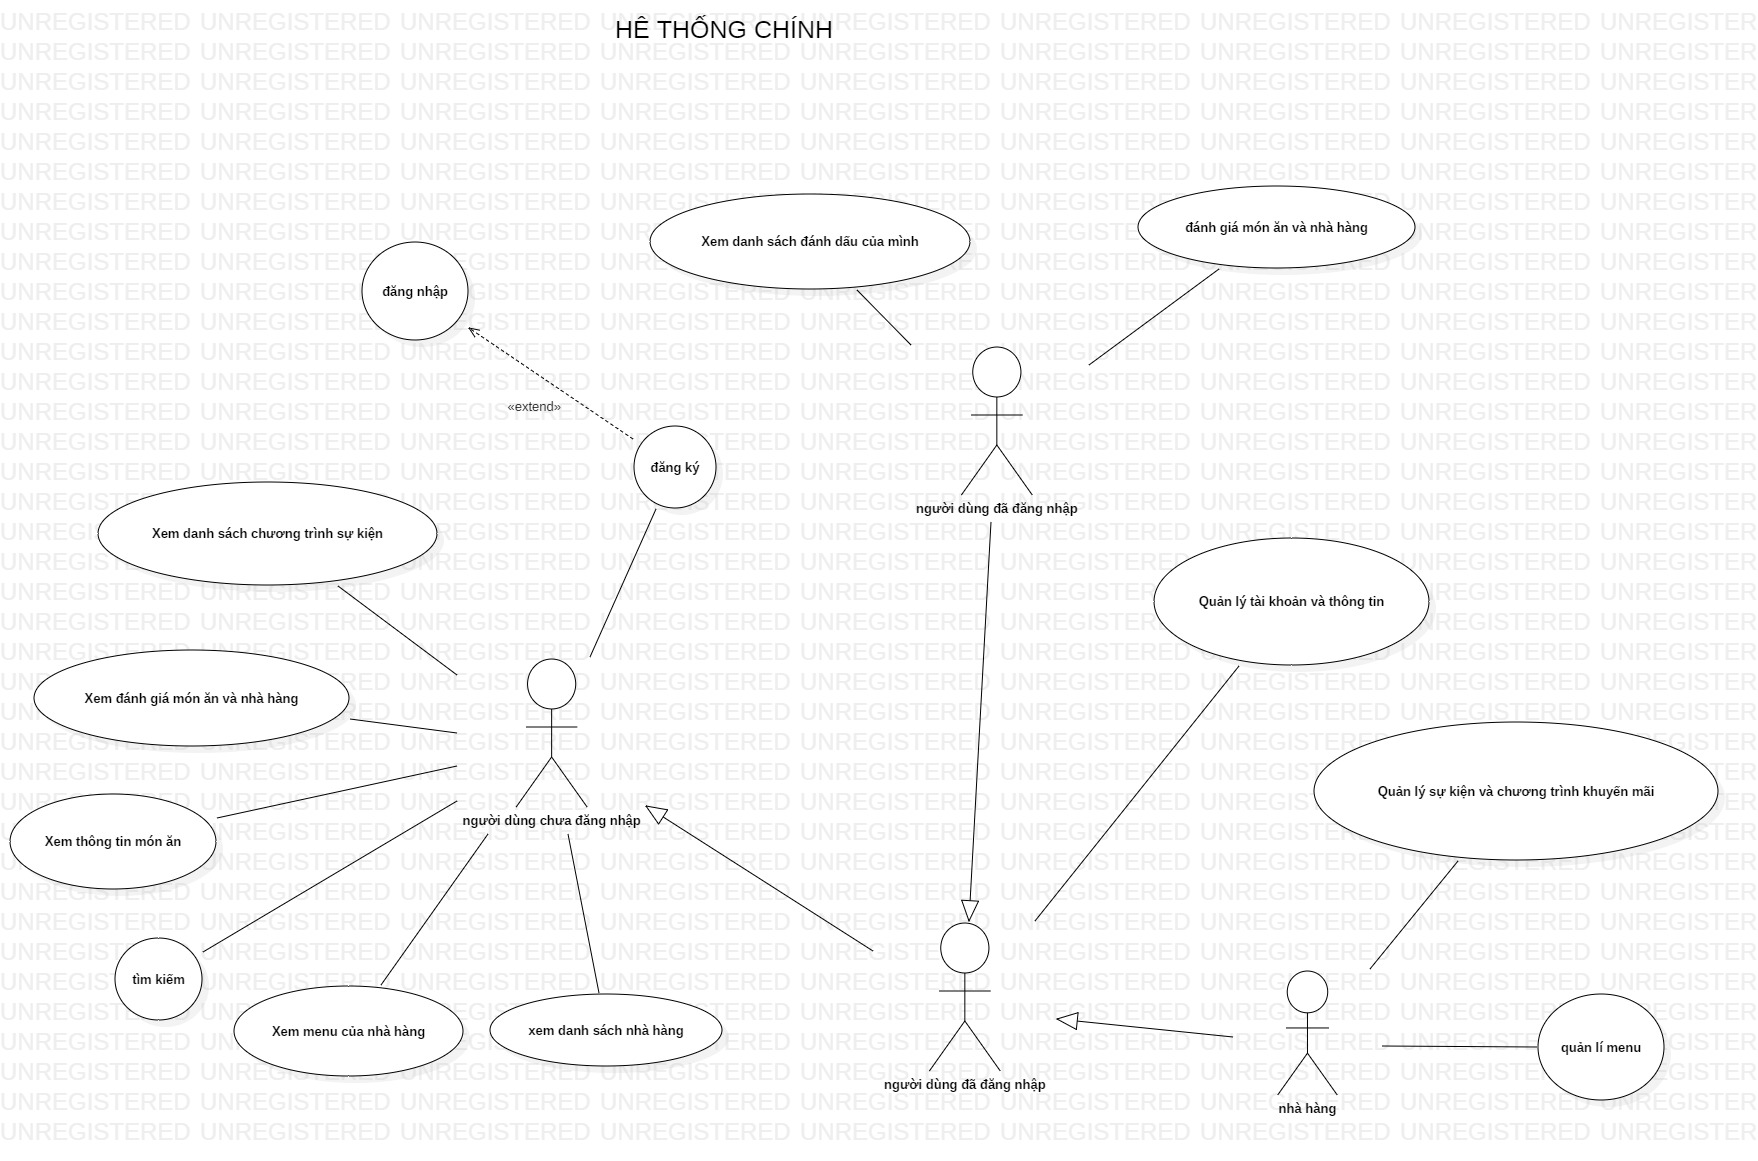 HÊ THỐNG CHÍNH
Xem danh sách đánh dấu của mình
đánh giá món ăn và nhà hàng
đăng nhập
«extend»
đăng ký
người dùng đã đăng nhập
Xem danh sách chương trình sự kiện
Quản lý tài khoản và thông tin
Xem đánh giá món ăn và nhà hàng
Quản lý sự kiện và chương trình khuyến mãi
người dùng chưa đăng nhập
Xem thông tin món ăn
tìm kiếm
Xem menu của nhà hàng
xem danh sách nhà hàng
quản lí menu
người dùng đã đăng nhập
nhà hàng
UNREGISTERED